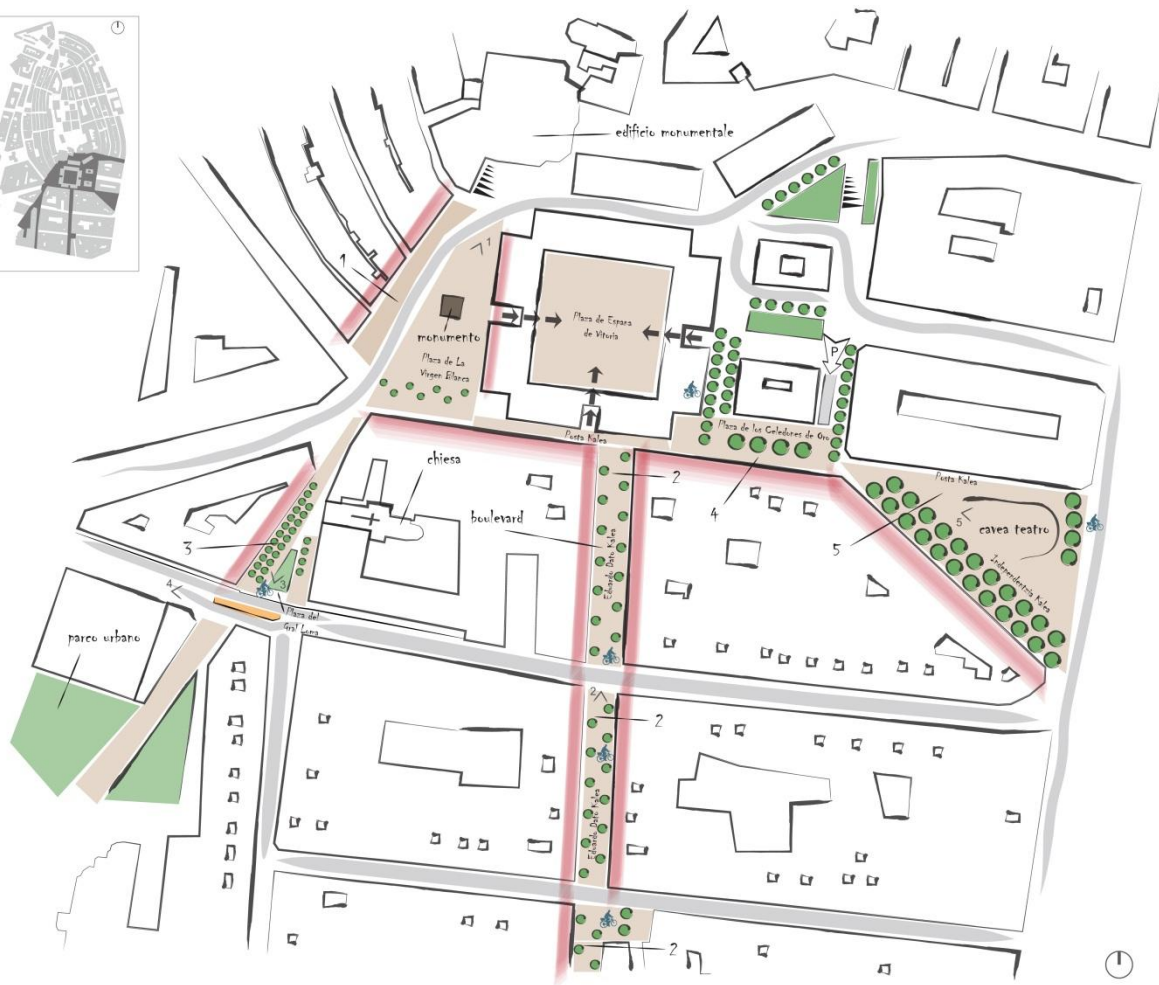 edificio monumentale
1
1
monumento
Plaza de La
Virgen Blanca
Plaza de Espana
de Vitoria
P
Plaza de los Celedones de Oro
Posta Kalea
chiesa
2
boulevard
Eduardo Dato Kalea
4
Posta Kalea
5
cavea teatro
5
Independentzia Kalea
3
3
4
Plaza del
Gral Loma
parco urbano
2
2
Eduardo Dato Kalea
2